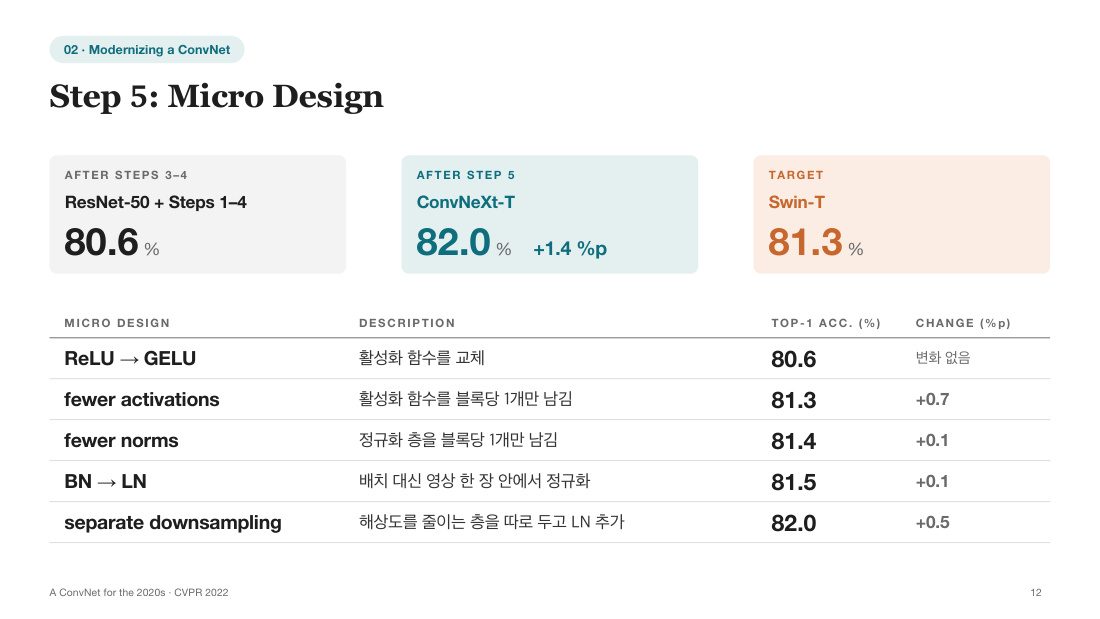 02 · Modernizing a ConvNet
Step 5: Micro Design
AFTER STEPS 3–4
ResNet-50 + Steps 1–4
80.6 %
AFTER STEP 5
ConvNeXt-T
82.0 % +1.4 %p
TARGET
Swin-T
81.3 %
MICRO DESIGN DESCRIPTION TOP-1 ACC. (%) CHANGE (%p)
ReLU → GELU 활성화 함수를 교체 80.6 변화 없음
fewer activations 활성화 함수를 블록당 1개만 남김 81.3 +0.7
fewer norms 정규화 층을 블록당 1개만 남김 81.4 +0.1
BN → LN 배치 대신 영상 한 장 안에서 정규화 81.5 +0.1
separate downsampling 해상도를 줄이는 층을 따로 두고 LN 추가 82.0 +0.5
A ConvNet for the 2020s · CVPR 2022 12